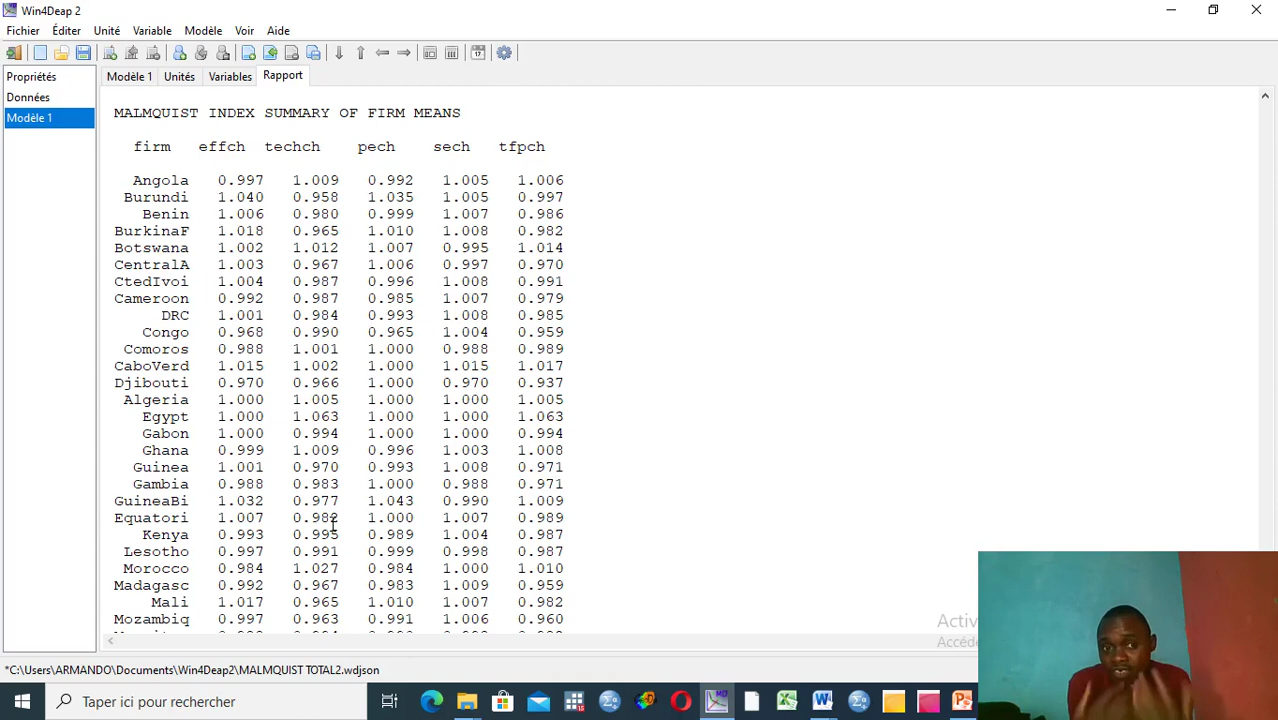 Win4Deap 2
Fichier Éditer Unité Variable Modèle Voir Aide
Propriétés
Données
Modèle 1
Modèle 1 Unités Variables Rapport
MALMQUIST INDEX SUMMARY OF FIRM MEANS
firm effch techch pech sech tfpch
Angola 0.997 1.009 0.992 1.005 1.006
Burundi 1.040 0.958 1.035 1.005 0.997
Benin 1.006 0.980 0.999 1.007 0.986
BurkinaF 1.018 0.965 1.010 1.008 0.982
Botswana 1.002 1.012 1.007 0.995 1.014
CentralA 1.003 0.967 1.006 0.997 0.970
CtedIvoi 1.004 0.987 0.996 1.008 0.991
Cameroon 0.992 0.987 0.985 1.007 0.979
DRC 1.001 0.984 0.993 1.008 0.985
Congo 0.968 0.990 0.965 1.004 0.959
Comoros 0.988 1.001 1.000 0.988 0.989
CaboVerd 1.015 1.002 1.000 1.015 1.017
Djibouti 0.970 0.966 1.000 0.970 0.937
Algeria 1.000 1.005 1.000 1.000 1.005
Egypt 1.000 1.063 1.000 1.000 1.063
Gabon 1.000 0.994 1.000 1.000 0.994
Ghana 0.999 1.009 0.996 1.003 1.008
Guinea 1.001 0.970 0.993 1.008 0.971
Gambia 0.988 0.983 1.000 0.988 0.971
GuineaBi 1.032 0.977 1.043 0.990 1.009
Equatori 1.007 0.982 1.000 1.007 0.989
Kenya 0.993 0.995 0.989 1.004 0.987
Lesotho 0.997 0.991 0.999 0.998 0.987
Morocco 0.984 1.027 0.984 1.000 1.010
Madagasc 0.992 0.967 0.983 1.009 0.959
Mali 1.017 0.965 1.010 1.007 0.982
Mozambiq 0.997 0.963 0.991 1.006 0.960
Activ
Accéde
*C:\Users\ARMANDO\Documents\Win4Deap2\MALMQUIST TOTAL2.wdjson
Taper ici pour rechercher